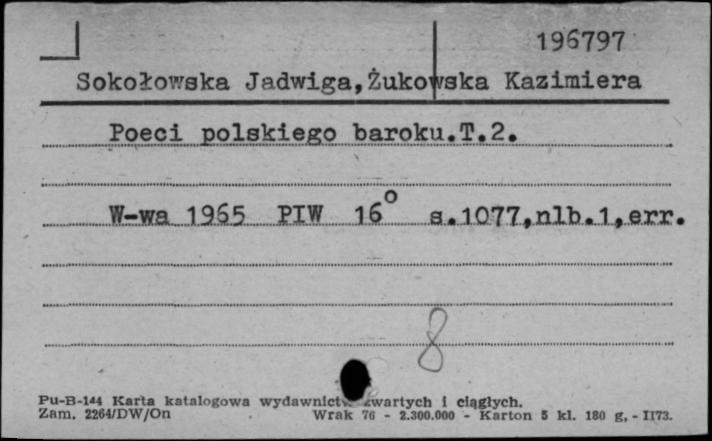 196797
Sokołowska Jadwiga,Żukowska Kazimiera
Poeci polskiego baroku.T.2.
W-wa 1965 PIW 16° s.1077,nlb.1,err.
8
Pu-B-144 Karta katalogowa wydawnictw zwartych i ciągłych.
Zam. 2264/DW/On Wrak 76 - 2.300.000 - Karton 5 kl. 180 g, - II73.